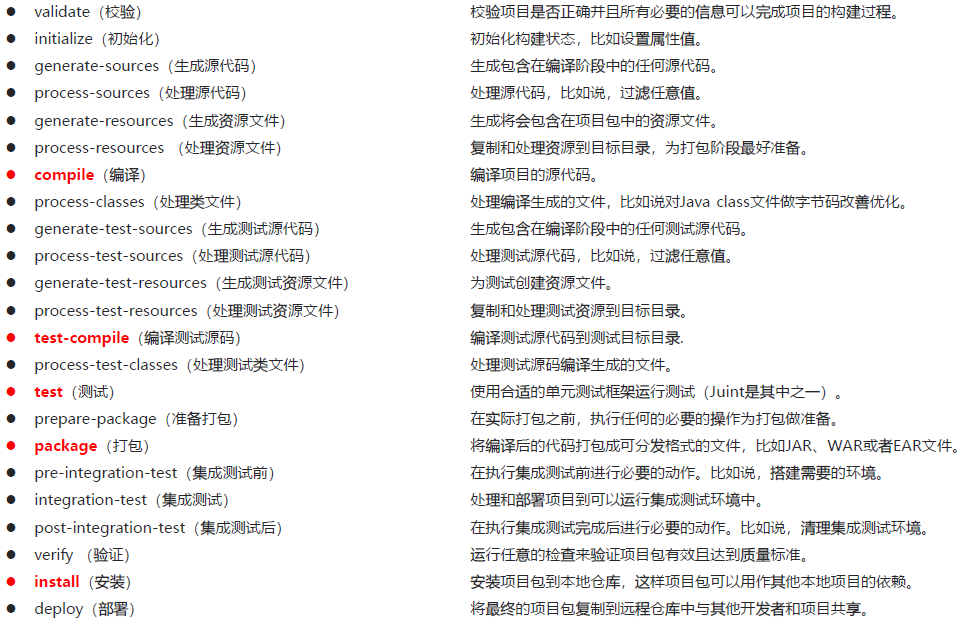 ● validate（校验） 校验项目是否正确并且所有必要的信息可以完成项目的构建过程。
● initialize（初始化） 初始化构建状态，比如设置属性值。
● generate-sources（生成源代码） 生成包含在编译阶段中的任何源代码。
● process-sources（处理源代码） 处理源代码，比如说，过滤任意值。
● generate-resources（生成资源文件） 生成将会包含在项目包中的资源文件。
● process-resources （处理资源文件） 复制和处理资源到目标目录，为打包阶段最好准备。
● compile（编译） 编译项目的源代码。
● process-classes（处理类文件） 处理编译生成的文件，比如说对Java class文件做字节码改善优化。
● generate-test-sources（生成测试源代码） 生成包含在编译阶段中的任何测试源代码。
● process-test-sources（处理测试源代码） 处理测试源代码，比如说，过滤任意值。
● generate-test-resources（生成测试资源文件） 为测试创建资源文件。
● process-test-resources（处理测试资源文件） 复制和处理测试资源到目标目录。
● test-compile（编译测试源码） 编译测试源代码到测试目标目录.
● process-test-classes（处理测试类文件） 处理测试源码编译生成的文件。
● test（测试） 使用合适的单元测试框架运行测试（Juint是其中之一）。
● prepare-package（准备打包） 在实际打包之前，执行任何的必要的操作为打包做准备。
● package（打包） 将编译后的代码打包成可分发格式的文件，比如JAR、WAR或者EAR文件。
● pre-integration-test（集成测试前） 在执行集成测试前进行必要的动作。比如说，搭建需要的环境。
● integration-test（集成测试） 处理和部署项目到可以运行集成测试环境中。
● post-integration-test（集成测试后） 在执行集成测试完成后进行必要的动作。比如说，清理集成测试环境。
● verify （验证） 运行任意的检查来验证项目包有效且达到质量标准。
● install（安装） 安装项目包到本地仓库，这样项目包可以用作其他本地项目的依赖。
● deploy（部署） 将最终的项目包复制到远程仓库中与其他开发者和项目共享。